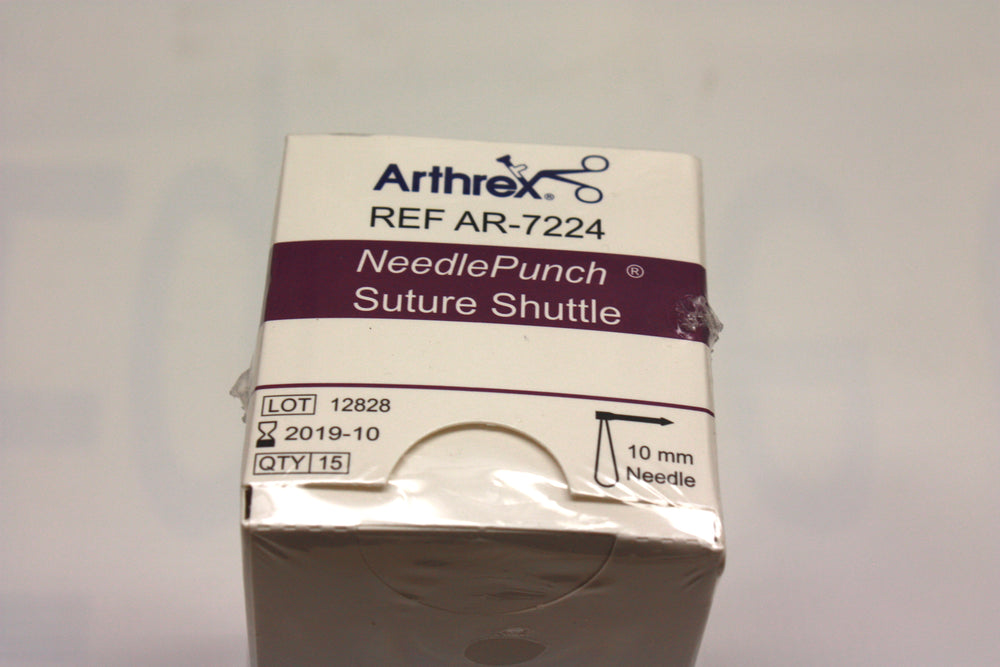 Arthrex®
REF AR-7224
NeedlePunch ®
Suture Shuttle
LOT 12828
2019-10
QTY 15
10 mm
Needle